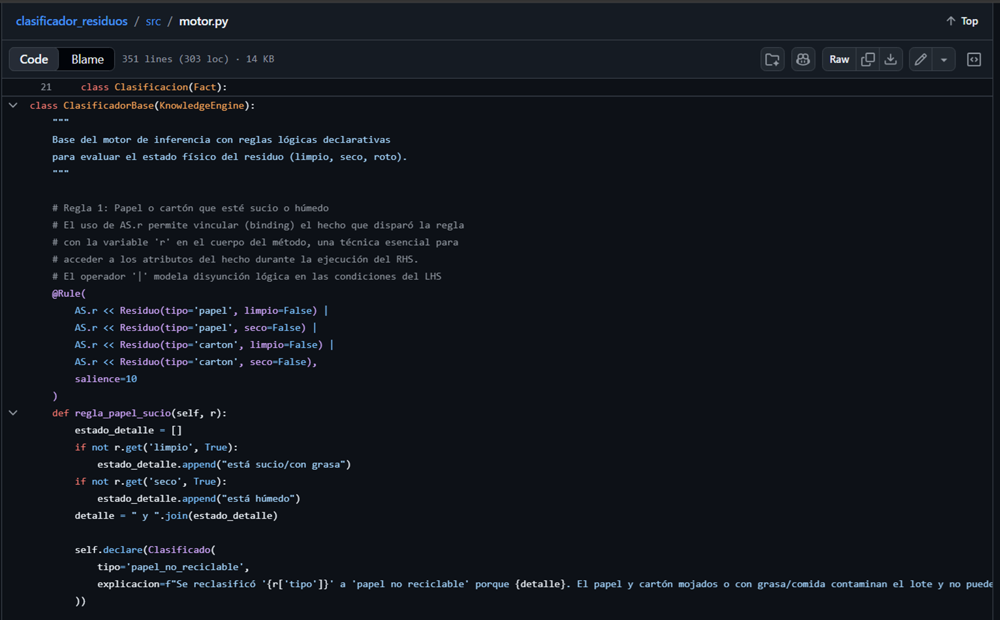 clasificador_residuos / src / motor.py
Top
Code Blame 351 lines (303 loc) · 14 KB
Raw
21 class Clasificacion(Fact):
class ClasificadorBase(KnowledgeEngine):
"""
Base del motor de inferencia con reglas lógicas declarativas
para evaluar el estado físico del residuo (limpio, seco, roto).
"""
# Regla 1: Papel o cartón que esté sucio o húmedo
# El uso de AS.r permite vincular (binding) el hecho que disparó la regla
# con la variable 'r' en el cuerpo del método, una técnica esencial para
# acceder a los atributos del hecho durante la ejecución del RHS.
# El operador '|' modela disyunción lógica en las condiciones del LHS
@Rule(
AS.r << Residuo(tipo='papel', limpio=False) |
AS.r << Residuo(tipo='papel', seco=False) |
AS.r << Residuo(tipo='carton', limpio=False) |
AS.r << Residuo(tipo='carton', seco=False),
salience=10
)
def regla_papel_sucio(self, r):
estado_detalle = []
if not r.get('limpio', True):
estado_detalle.append("está sucio/con grasa")
if not r.get('seco', True):
estado_detalle.append("está húmedo")
detalle = " y ".join(estado_detalle)
self.declare(Clasificado(
tipo='papel_no_reciclable',
explicacion=f"Se reclasificó '{r['tipo']}' a 'papel no reciclable' porque {detalle}. El papel y cartón mojados o con grasa/comida contaminan el lote y no puede
))